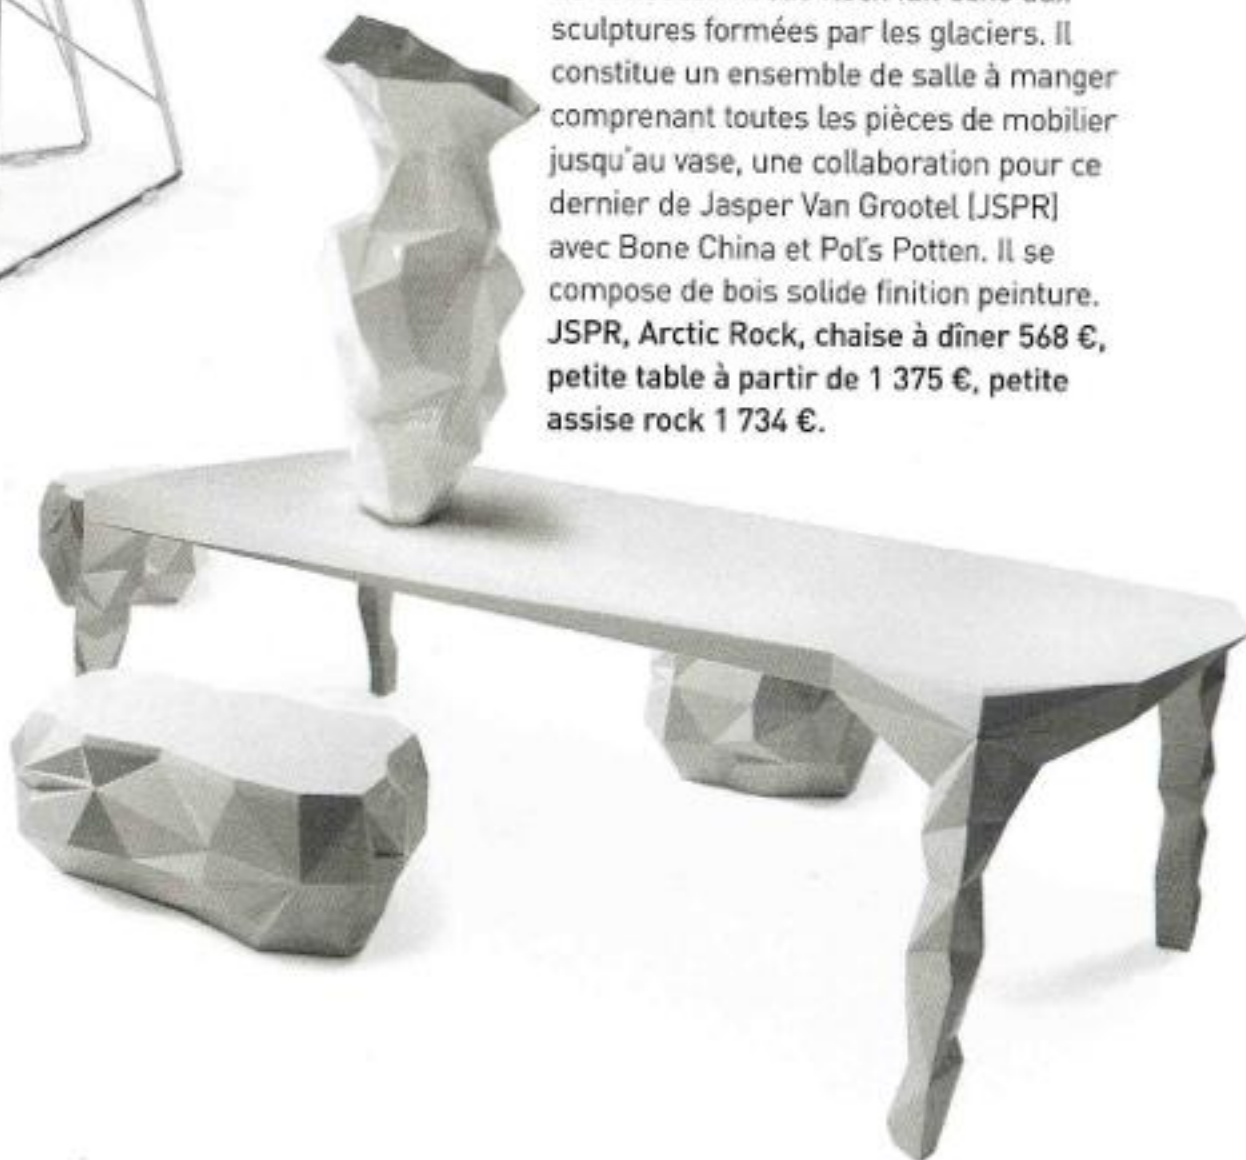 sculptures formées par les glaciers. Il
constitue un ensemble de salle à manger
comprenant toutes les pièces de mobilier
jusqu'au vase, une collaboration pour ce
dernier de Jasper Van Grootel (JSPR)
avec Bone China et Pol's Potten. Il se
compose de bois solide finition peinture.
JSPR, Arctic Rock, chaise à dîner 568 €,
petite table à partir de 1 375 €, petite
assise rock 1 734 €.